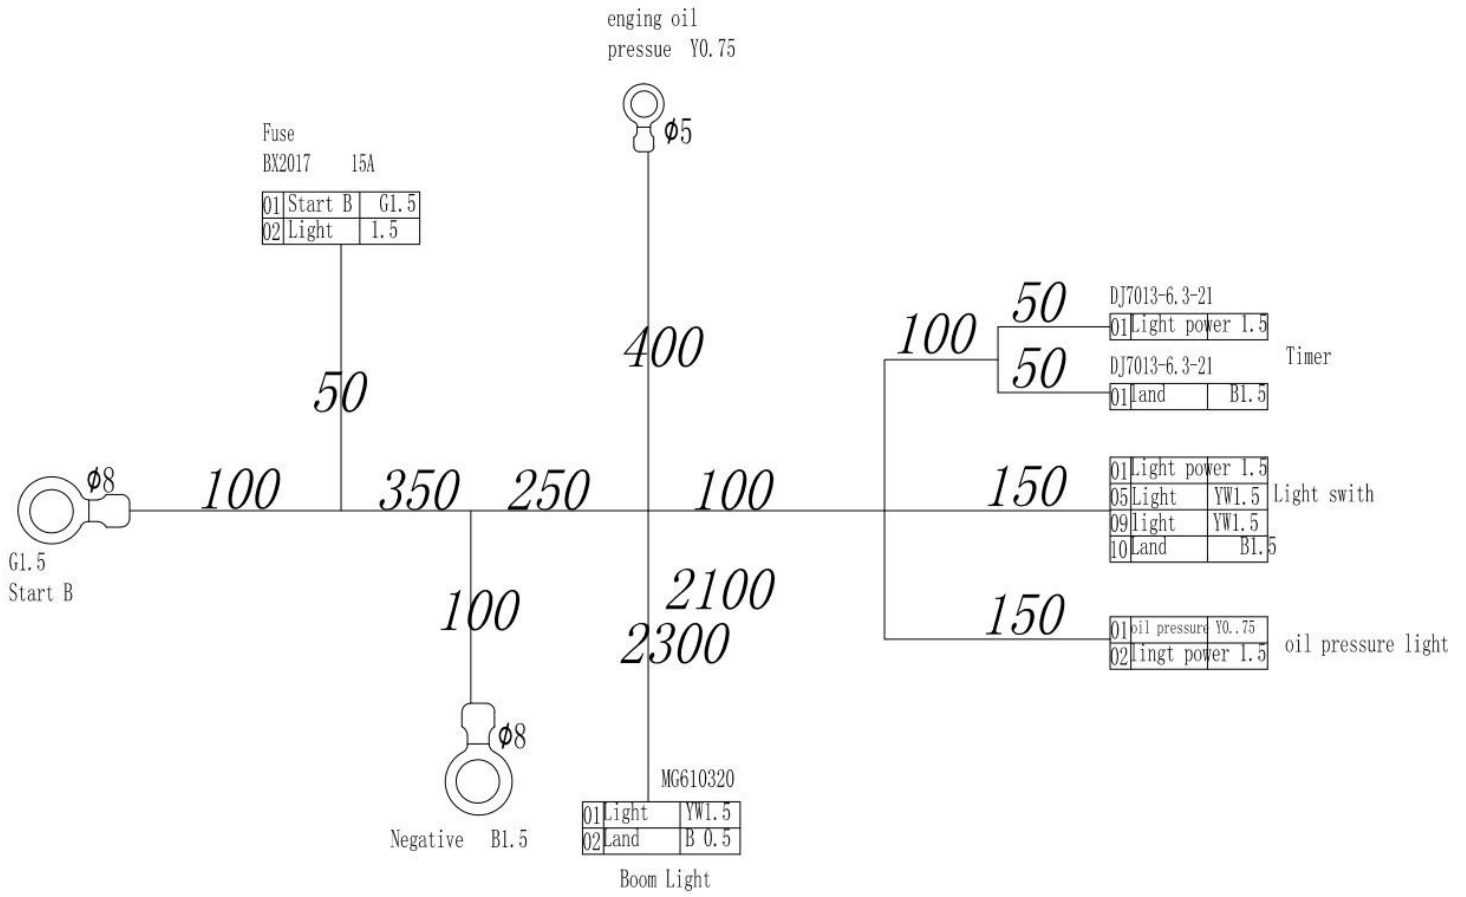 enging oil
pressue Y0.75
ϕ5
Fuse
BX2017 15A
01 Start B G1.5
02 Light 1.5
400
50
100
50
50
DJ7013-6.3-21
01 Light power 1.5
DJ7013-6.3-21
01 land B1.5
Timer
ϕ8
G1.5
Start B
100
350
250
100
150
01 Light power 1.5
05 Light YW1.5
09 light YW1.5
10 Land B1.5
Light swith
100
2100
2300
150
01 oil pressure Y0..75
02 lingt power 1.5
oil pressure light
ϕ8
Negative B1.5
MG610320
01 Light YW1.5
02 Land B 0.5
Boom Light